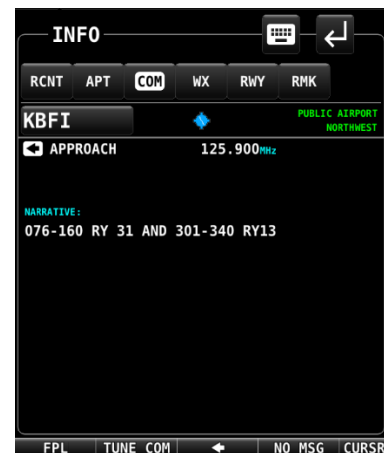 INFO
RCNT APT COM WX RWY RMK
KBFI
PUBLIC AIRPORT
NORTHWEST
APPROACH 125.900MHz
NARRATIVE:
076-160 RY 31 AND 301-340 RY13
FPL TUNE COM NO MSG CURSR